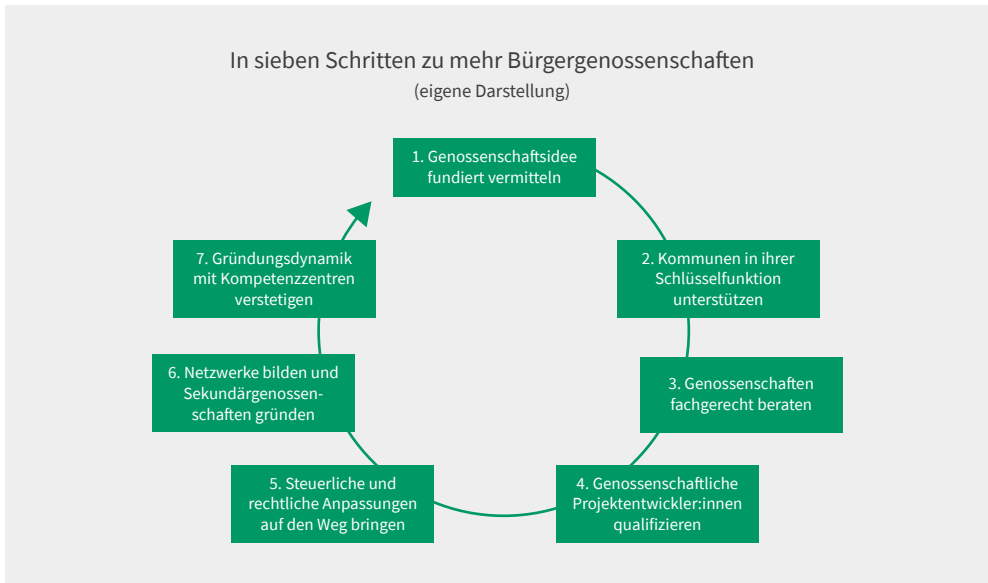 In sieben Schritten zu mehr Bürgergenossenschaften
(eigene Darstellung)
1. Genossenschaftsidee
fundiert vermitteln
2. Kommunen in ihrer
Schlüsselfunktion
unterstützen
3. Genossenschaften
fachgerecht beraten
4. Genossenschaftliche
Projektentwickler:innen
qualifizieren
5. Steuerliche und
rechtliche Anpassungen
auf den Weg bringen
6. Netzwerke bilden und
Sekundärgenossen-
schaften gründen
7. Gründungsdynamik
mit Kompetenzzentren
verstetigen